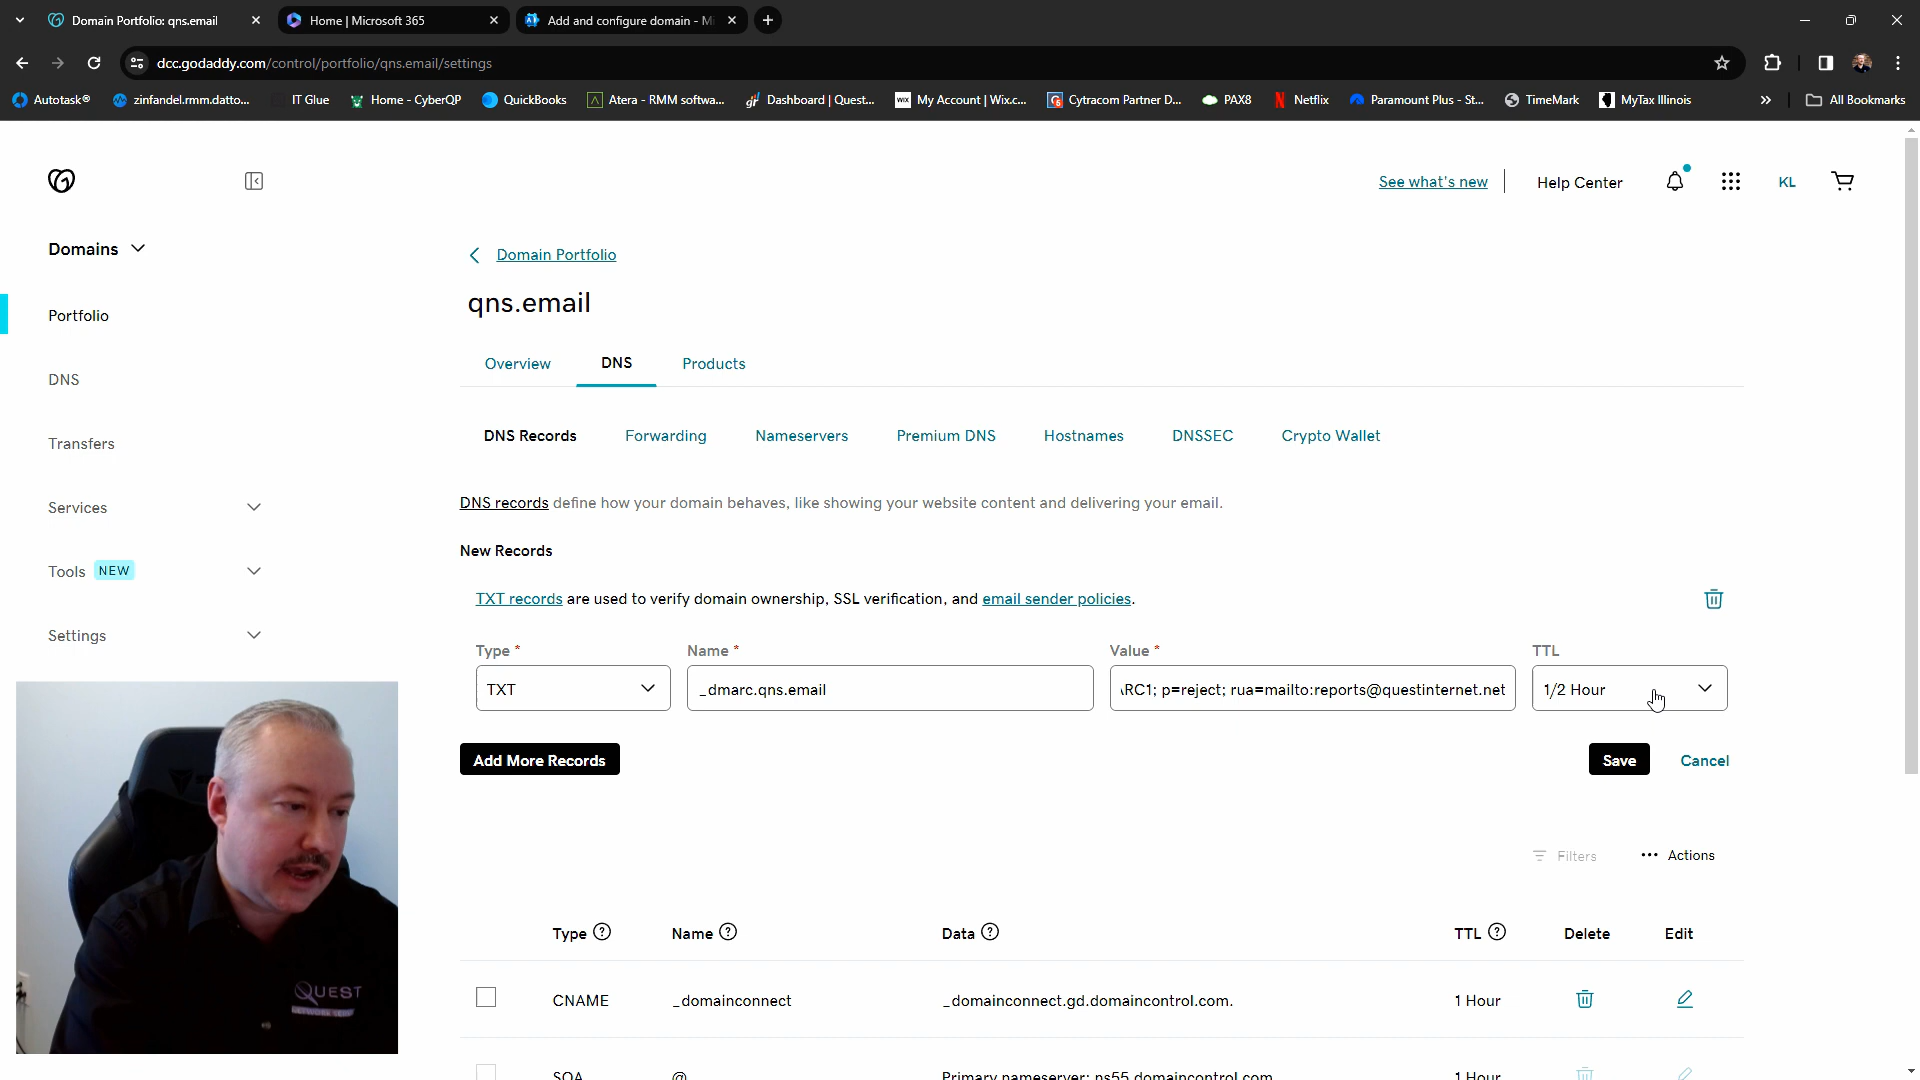 Domain Portfolio: qns.email
Home | Microsoft 365
Add and configure domain - Mi
dcc.godaddy.com/control/portfolio/qns.email/settings
Autotask®
zinfandel.rmm.datto...
IT Glue
Home - CyberQP
QuickBooks
Atera - RMM softwa...
Dashboard | Quest...
WIX
My Account | Wix.c...
Cytracom Partner D...
PAX8
Netflix
Paramount Plus - St...
TimeMark
MyTax Illinois
All Bookmarks
See what's new
Help Center
KL
Domains
Portfolio
DNS
Transfers
Services
Tools NEW
Settings
Domain Portfolio
qns.email
Overview
DNS
Products
DNS Records
Forwarding
Nameservers
Premium DNS
Hostnames
DNSSEC
Crypto Wallet
DNS records define how your domain behaves, like showing your website content and delivering your email.
New Records
TXT records are used to verify domain ownership, SSL verification, and email sender policies.
Type *
Name *
Value *
TTL
TXT
_dmarc.qns.email
ARC1; p=reject; rua=mailto:reports@questinternet.net
1/2 Hour
Add More Records
Save
Cancel
Filters
Actions
Type
Name
Data
TTL
Delete
Edit
CNAME
_domainconnect
_domainconnect.gd.domaincontrol.com.
1 Hour
SOA
@
Primary nameserver: ns55.domaincontrol.com.
1 Hour
QUEST